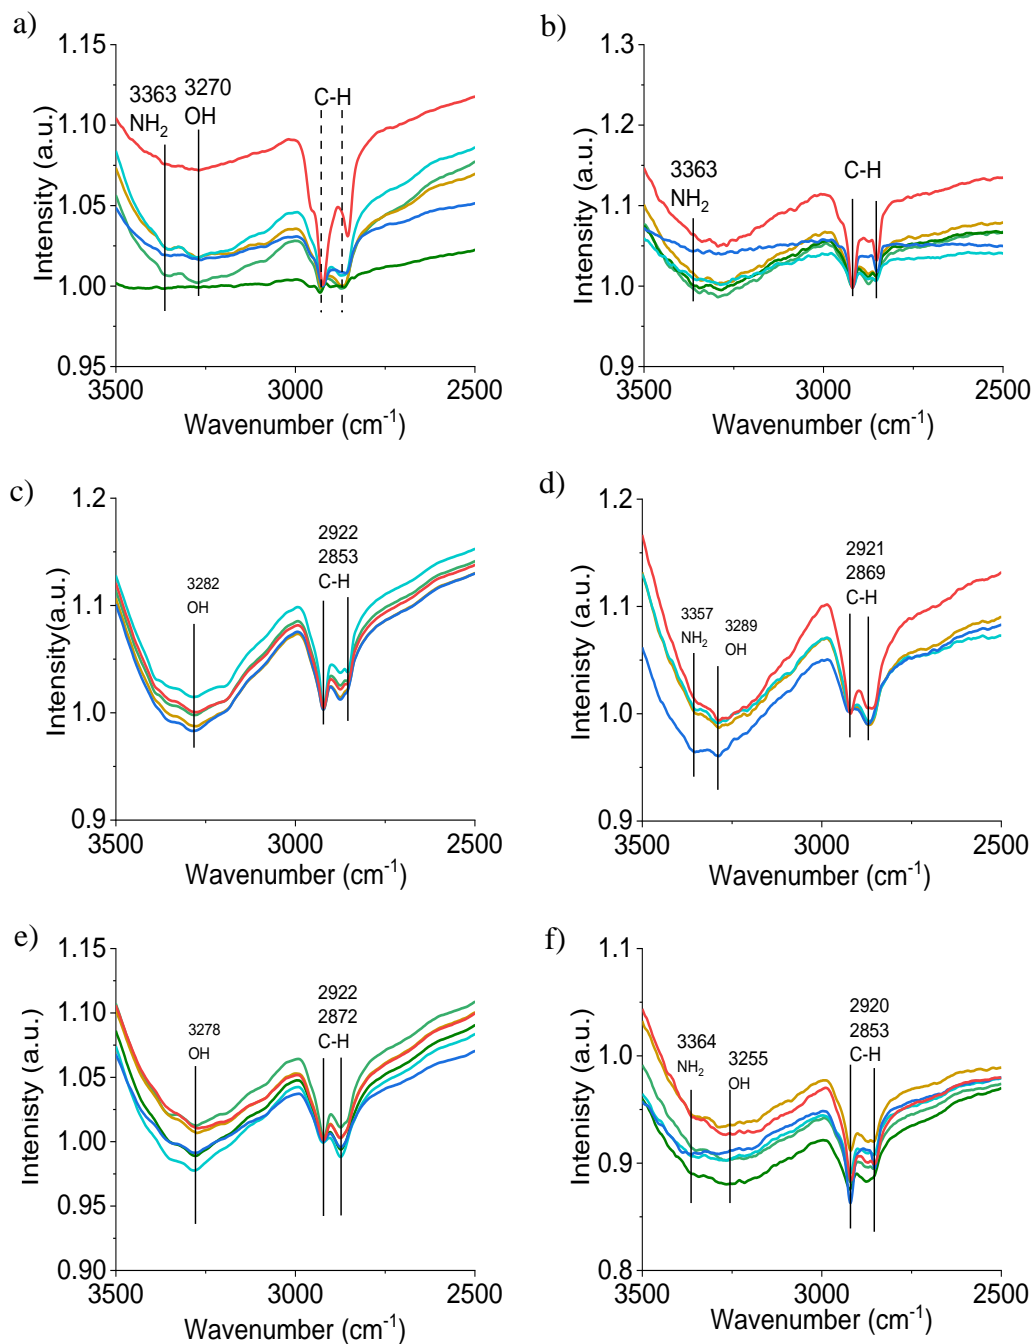 a)
1.15
1.10
1.05
1.00
0.95
3500
3000
2500
Intensity (a.u.)
Wavenumber (cm-1)
3363
NH2
3270
OH
C-H
b)
1.3
1.2
1.1
1.0
0.9
3500
3000
2500
Intensity (a.u.)
Wavenumber (cm-1)
3363
NH2
C-H
c)
1.2
1.1
1.0
0.9
3500
3000
2500
Intensity(a.u.)
Wavenumber (cm-1)
3282
OH
2922
2853
C-H
d)
1.2
1.1
1.0
0.9
3500
3000
2500
Intenisty (a.u.)
Wavenumber (cm-1)
3357
NH2
3289
OH
2921
2869
C-H
e)
1.15
1.10
1.05
1.00
0.95
0.90
3500
3000
2500
Intenisty (a.u.)
Wavenumber (cm-1)
3278
OH
2922
2872
C-H
f)
1.1
1.0
0.9
0.8
3500
3000
2500
Intenisty (a.u.)
Wavenumber (cm-1)
3364
NH2
3255
OH
2920
2853
C-H